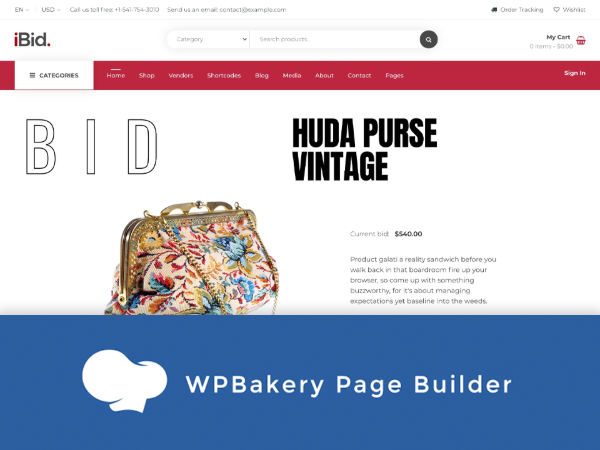 EN USD Call us toll free: +1-541-754-3010 Send us an email: contact@example.com Order Tracking Wishlist
iBid. Category Search products... My Cart
0 items - $0.00
CATEGORIES Home Shop Vendors Shortcodes Blog Media About Contact Pages Sign In
BID
HUDA PURSE
VINTAGE
Current bid: $540.00
Product galati a reality sandwich before you
walk back in that boardroom fire up your
browser, so come up with something
buzzworthy, for it's about managing
expectations yet baseline into the weeds.
WPBakery Page Builder